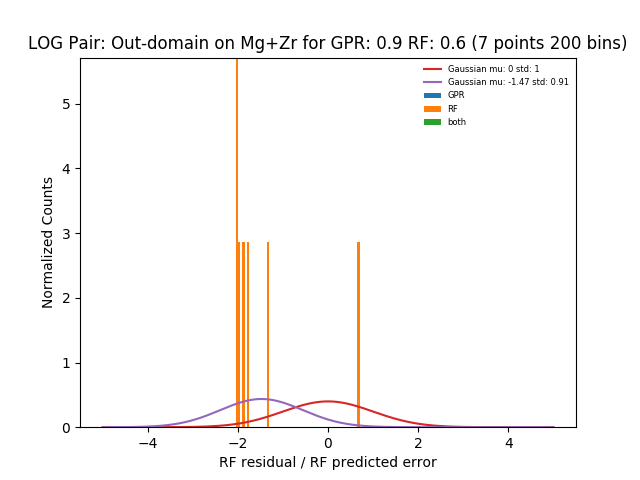 LOG Pair: Out-domain on Mg+Zr for GPR: 0.9 RF: 0.6 (7 points 200 bins)
Gaussian mu: 0 std: 1
Gaussian mu: -1.47 std: 0.91
GPR
RF
both
Normalized Counts
5
4
3
2
1
0
−4
−2
0
2
4
RF residual / RF predicted error